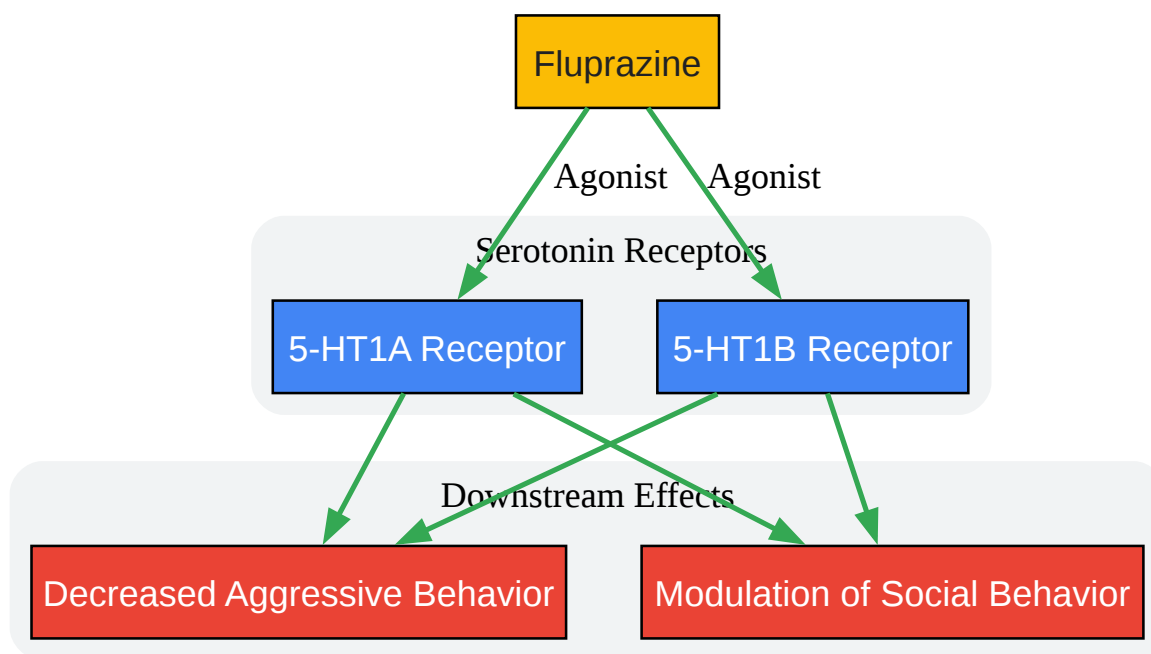 Fluprazine
Agonist
Agonist
Serotonin Receptors
5-HT1A Receptor
5-HT1B Receptor
Downstream Effects
Decreased Aggressive Behavior
Modulation of Social Behavior